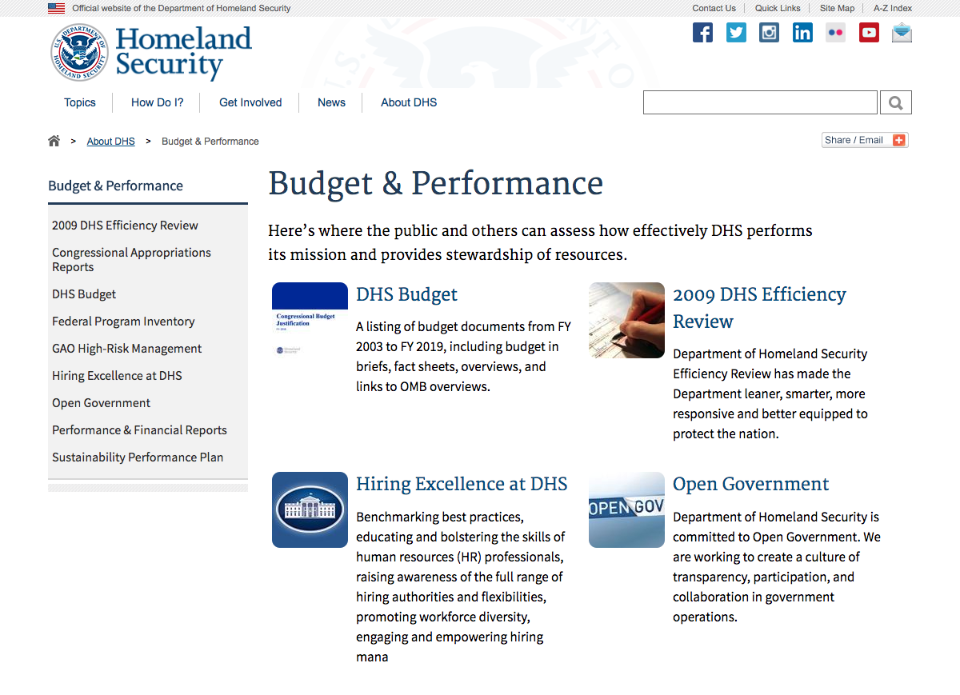 Official website of the Department of Homeland Security
Contact Us
Quick Links
Site Map
A-Z Index
U.S. DEPARTMENT OF
HOMELAND SECURITY
Homeland
Security
Topics
How Do I?
Get Involved
News
About DHS
> About DHS > Budget & Performance
Share / Email
Budget & Performance
2009 DHS Efficiency Review
Congressional Appropriations
Reports
DHS Budget
Federal Program Inventory
GAO High-Risk Management
Hiring Excellence at DHS
Open Government
Performance & Financial Reports
Sustainability Performance Plan
Budget & Performance
Here's where the public and others can assess how effectively DHS performs
its mission and provides stewardship of resources.
Congressional Budget
Justification
DHS Budget
A listing of budget documents from FY
2003 to FY 2019, including budget in
briefs, fact sheets, overviews, and
links to OMB overviews.
2009 DHS Efficiency
Review
Department of Homeland Security
Efficiency Review has made the
Department leaner, smarter, more
responsive and better equipped to
protect the nation.
Hiring Excellence at DHS
Benchmarking best practices,
educating and bolstering the skills of
human resources (HR) professionals,
raising awareness of the full range of
hiring authorities and flexibilities,
promoting workforce diversity,
engaging and empowering hiring
mana
OPEN GOV
Open Government
Department of Homeland Security is
committed to Open Government. We
are working to create a culture of
transparency, participation, and
collaboration in government
operations.